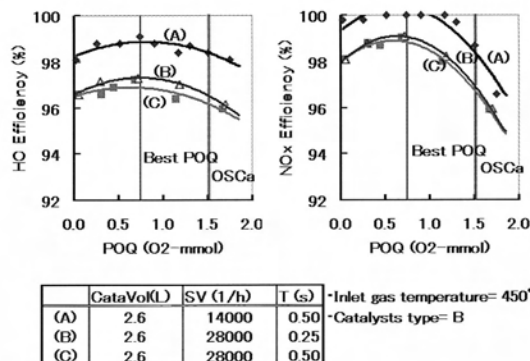 HC Efficiency (%)
100
98
96
94
92
(A)
(B)
(C)
Best POQ
OSCa
0.0 0.5 1.0 1.5 2.0
POQ (O2-mmol)
NOx Efficiency (%)
100
98
96
94
92
(A)
(B)
(C)
Best POQ
OSCa
0.0 0.5 1.0 1.5 2.0
POQ (O2-mmol)
CataVol(L) SV (1/h) T (s)
(A) 2.6 14000 0.50
(B) 2.6 28000 0.25
(C) 2.6 28000 0.50
・Inlet gas temperature= 450°
・Catalysts type= B